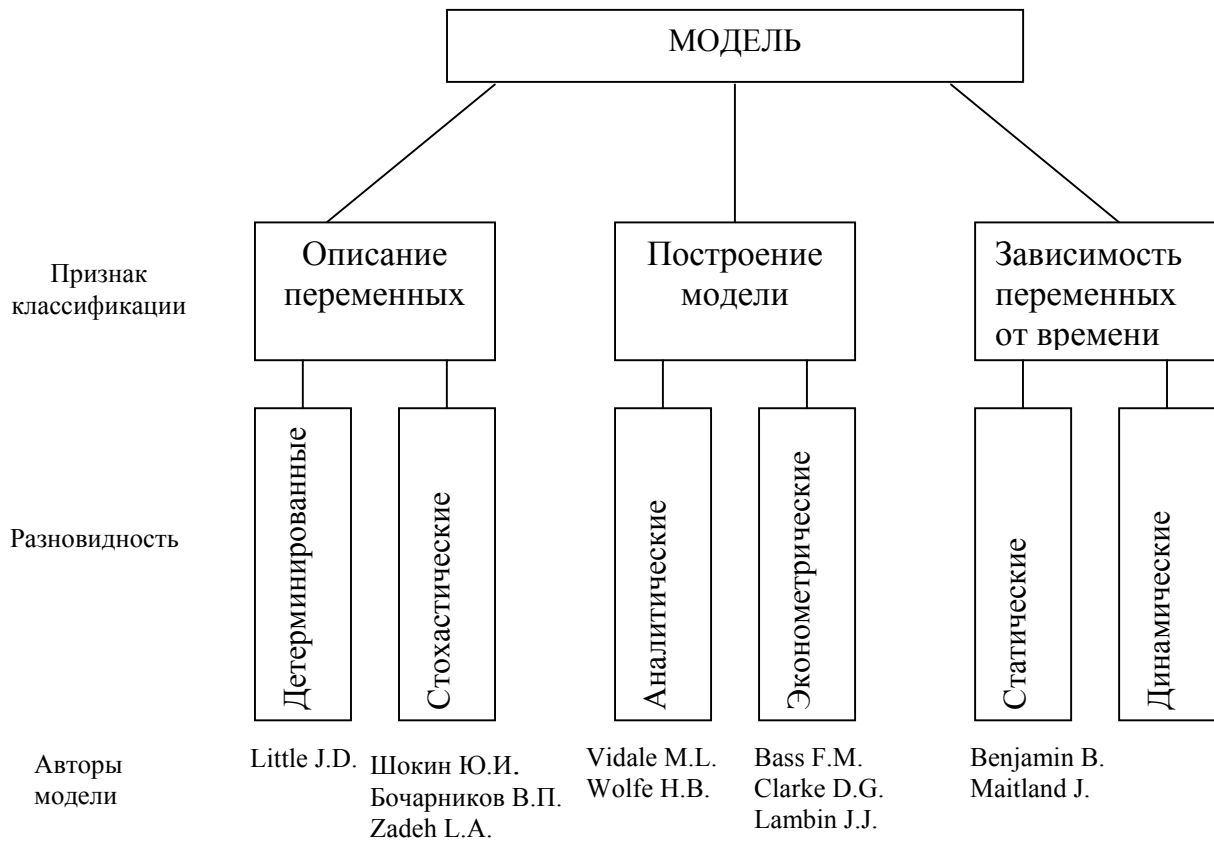 МОДЕЛЬ
Признак
классификации
Описание
переменных
Построение
модели
Зависимость
переменных
от времени
Разновидность
Детерминированные
Стохастические
Аналитические
Эконометрические
Статические
Динамические
Авторы
модели
Little J.D.
Шокин Ю.И.
Бочарников В.П.
Zadeh L.A.
Vidale M.L.
Wolfe H.B.
Bass F.M.
Clarke D.G.
Lambin J.J.
Benjamin B.
Maitland J.